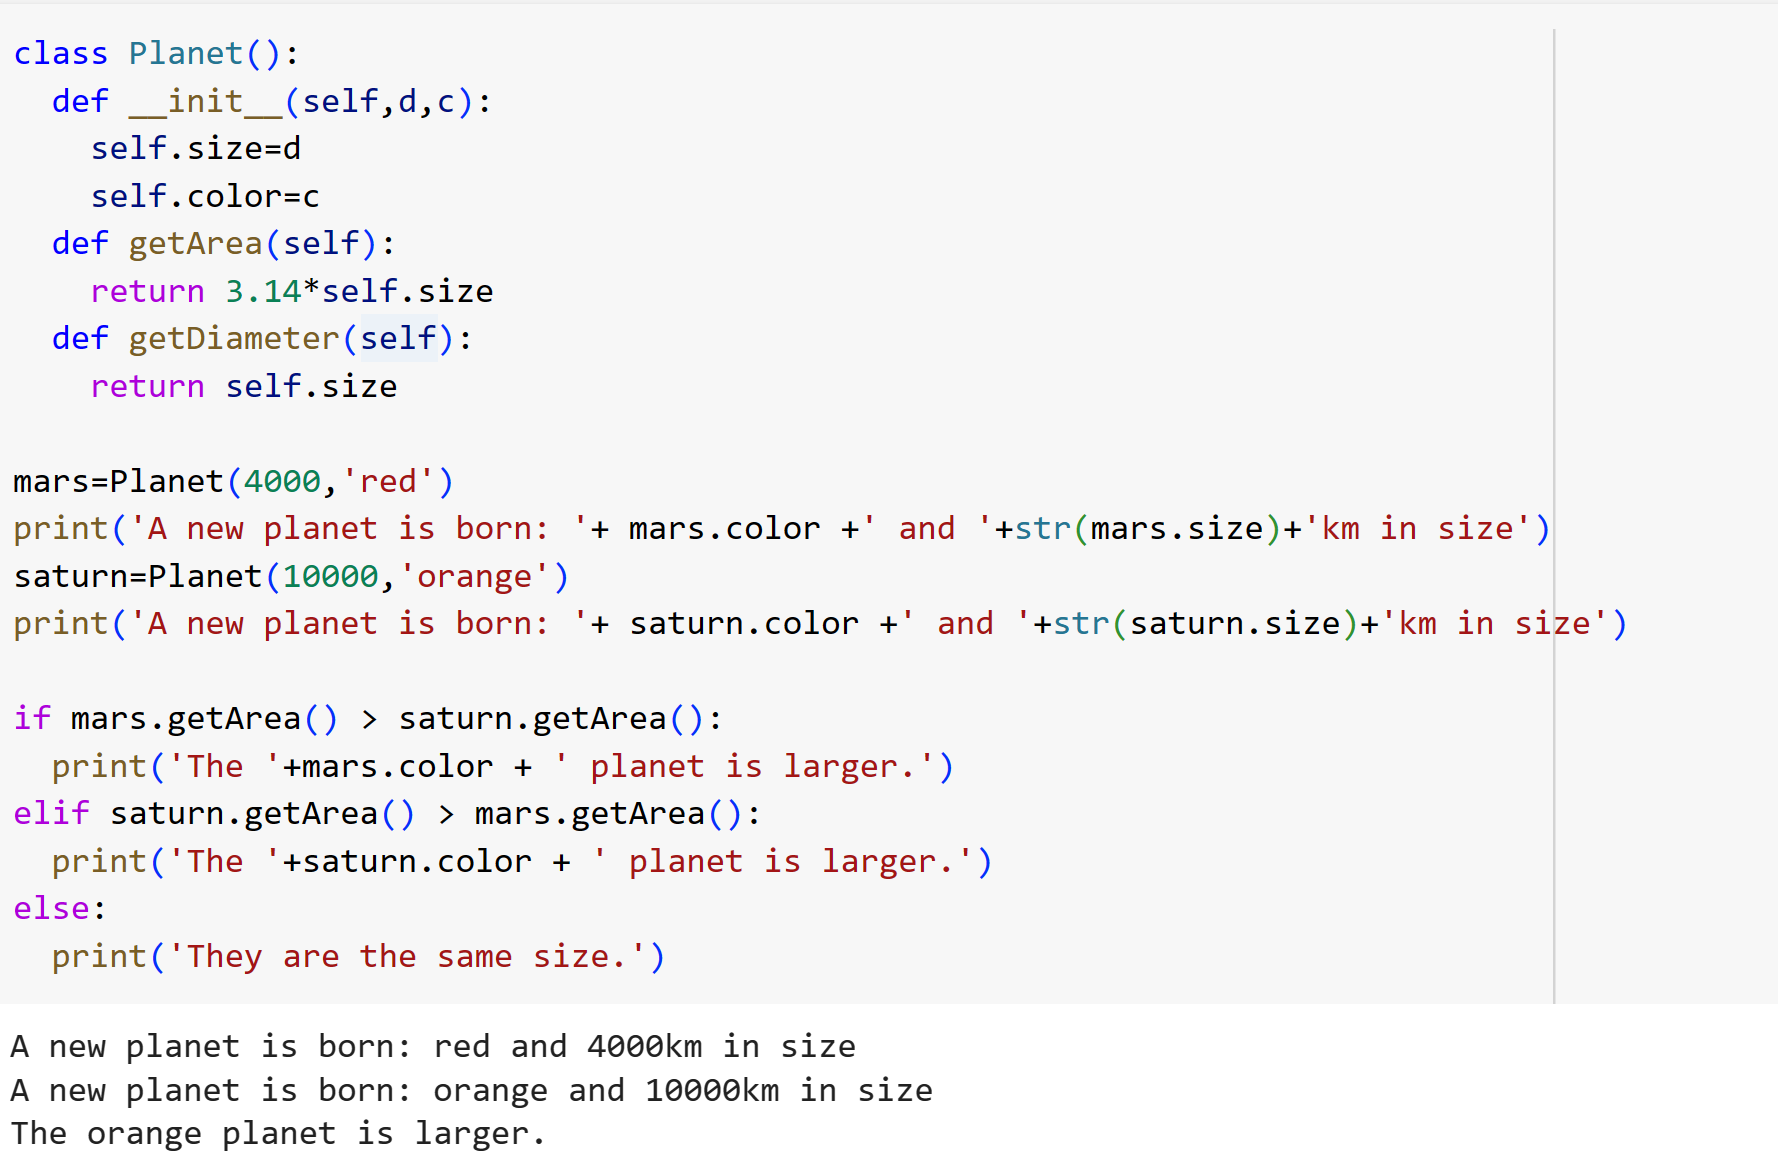 class Planet():
  def __init__(self,d,c):
    self.size=d
    self.color=c
  def getArea(self):
    return 3.14*self.size
  def getDiameter(self):
    return self.size

mars=Planet(4000,'red')
print('A new planet is born: '+ mars.color +' and '+str(mars.size)+'km in size')
saturn=Planet(10000,'orange')
print('A new planet is born: '+ saturn.color +' and '+str(saturn.size)+'km in size')

if mars.getArea() > saturn.getArea():
  print('The '+mars.color + ' planet is larger.')
elif saturn.getArea() > mars.getArea():
  print('The '+saturn.color + ' planet is larger.')
else:
  print('They are the same size.')

A new planet is born: red and 4000km in size
A new planet is born: orange and 10000km in size
The orange planet is larger.